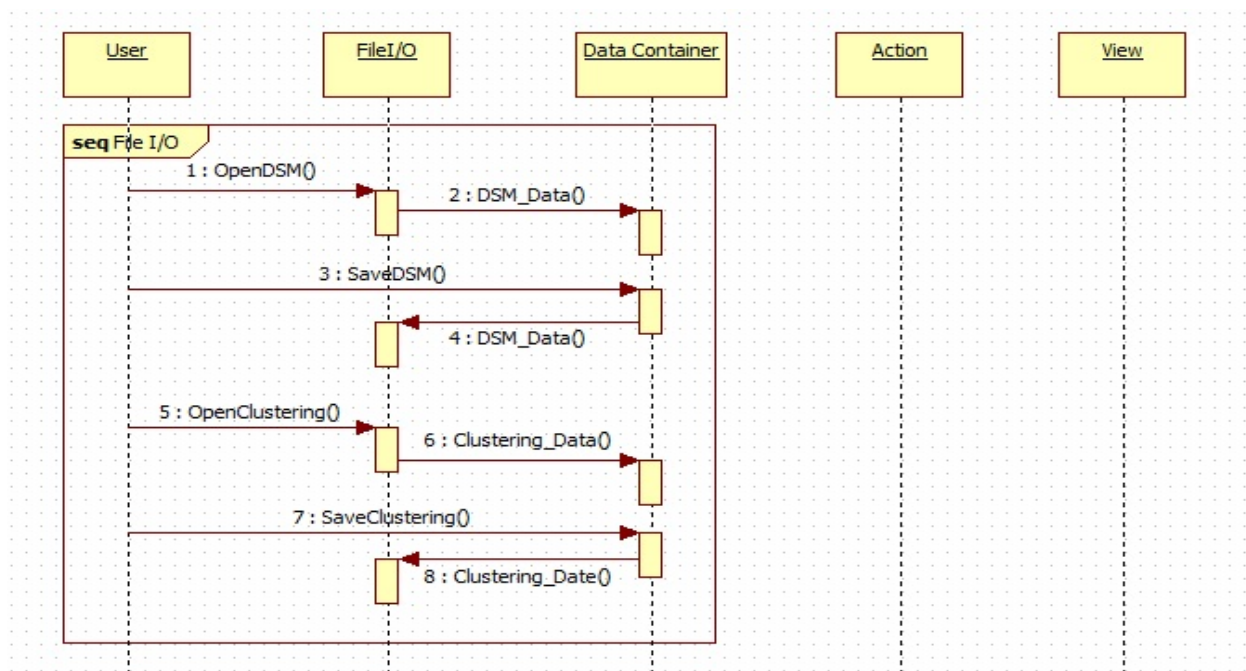 User
FileI/O
Data Container
Action
View
seq File I/O
1 : OpenDSM()
2 : DSM_Data()
3 : SaveDSM()
4 : DSM_Data()
5 : OpenClustering()
6 : Clustering_Data()
7 : SaveClustering()
8 : Clustering_Date()